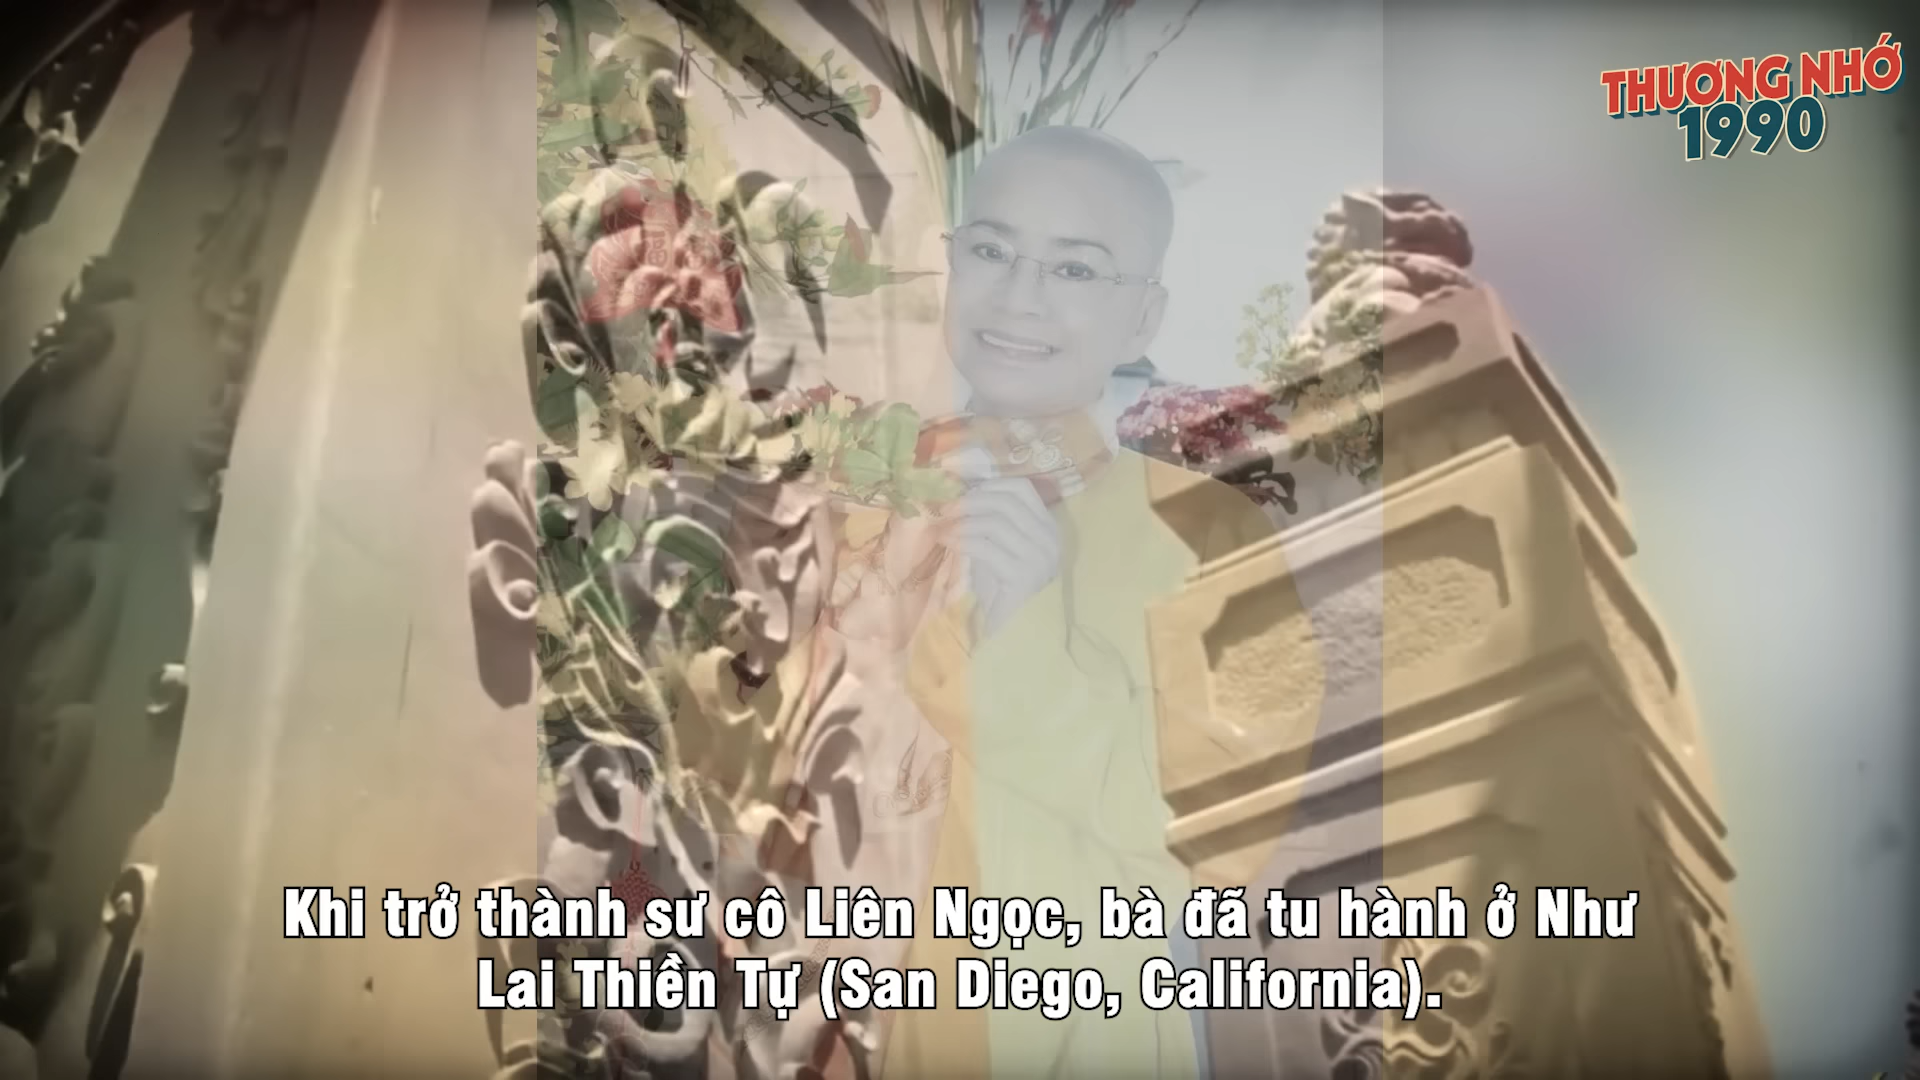 THƯƠNG NHỚ
1990
Khi trở thành sư cô Liên Ngọc, bà đã tu hành ở Như
Lai Thiền Tự (San Diego, California).